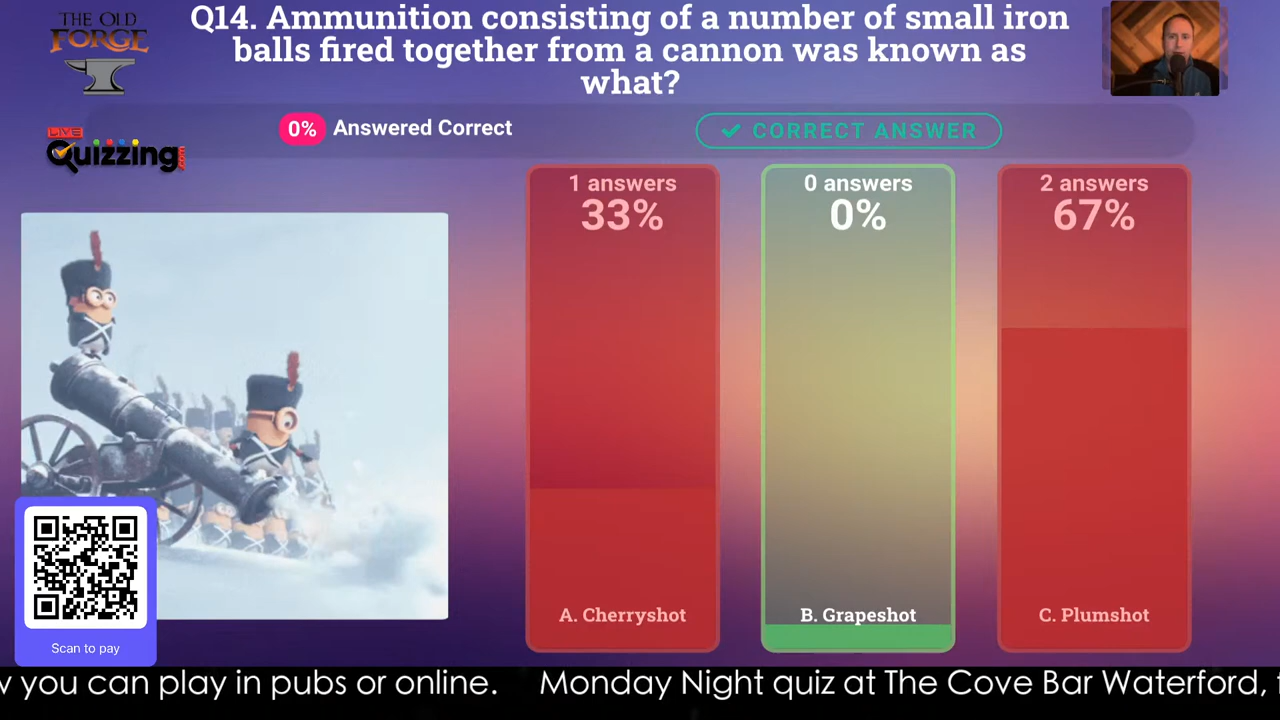 THE OLD
FORGE
Q14. Ammunition consisting of a number of small iron
balls fired together from a cannon was known as
what?
0% Answered Correct
✔ CORRECT ANSWER
LIVE
Quizzing.com
1 answers
33%
0 answers
0%
2 answers
67%
A. Cherryshot
B. Grapeshot
C. Plumshot
Scan to pay
you can play in pubs or online. Monday Night quiz at The Cove Bar Waterford,